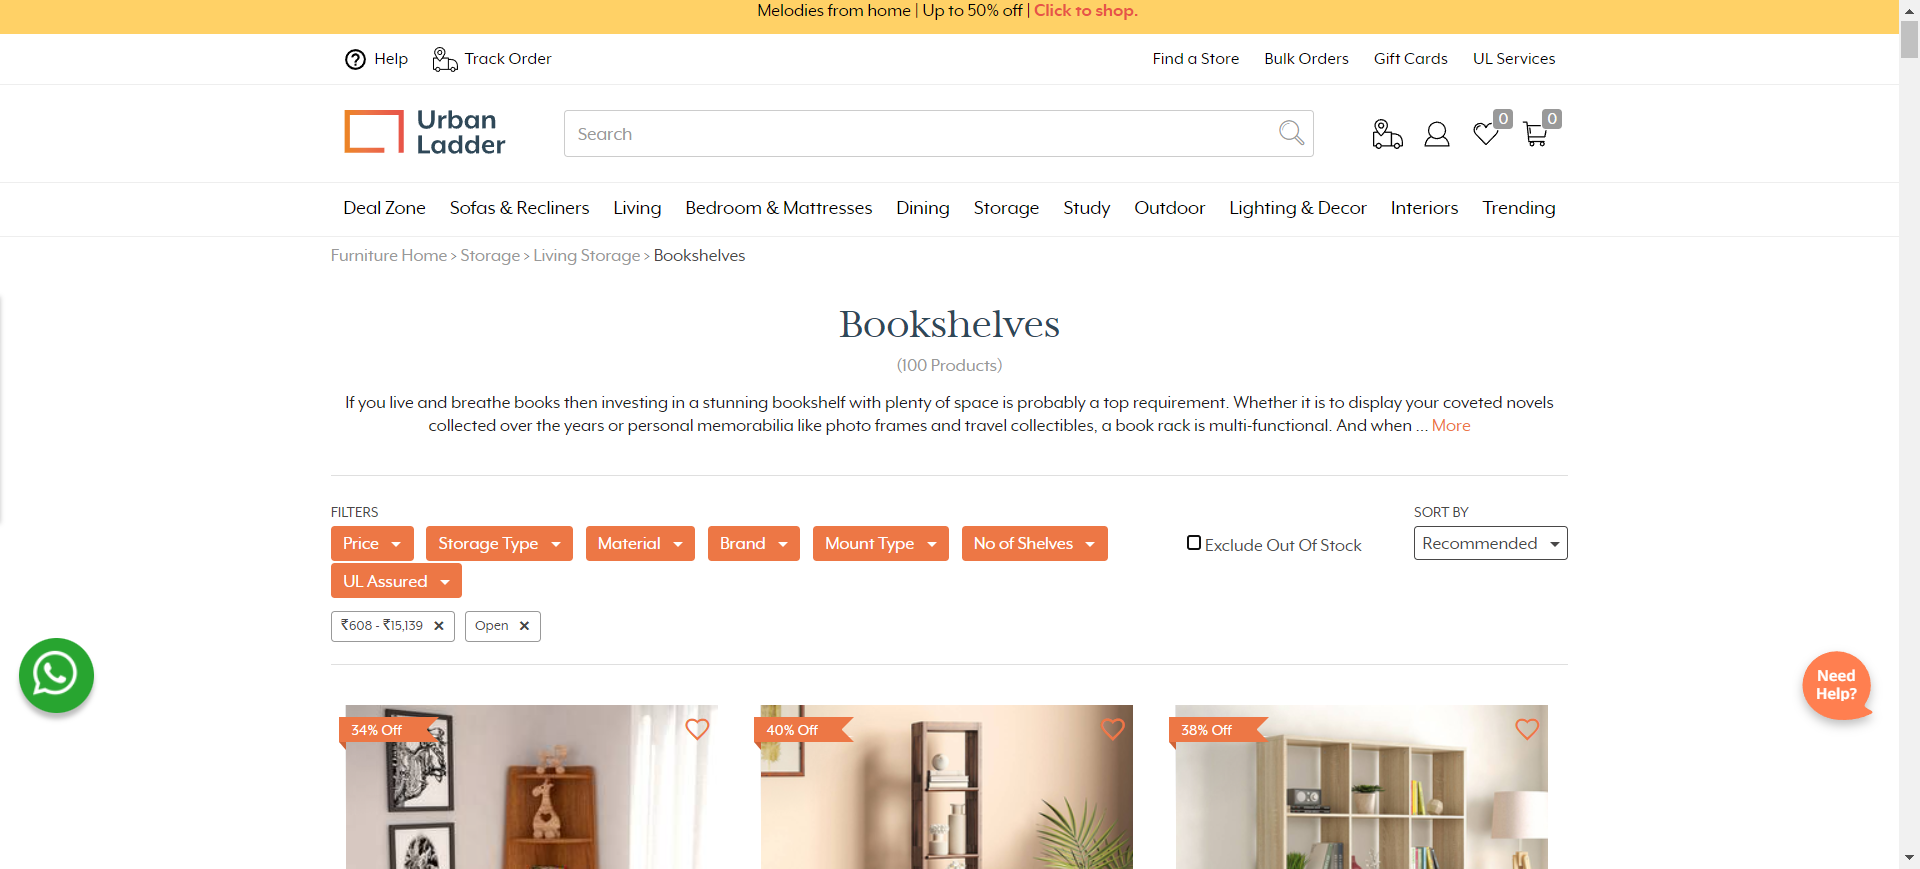 Melodies from home | Up to 50% off | Click to shop.
Help Track Order Find a Store Bulk Orders Gift Cards UL Services
Urban
Ladder
Search
0 0
Deal Zone Sofas & Recliners Living Bedroom & Mattresses Dining Storage Study Outdoor Lighting & Decor Interiors Trending
Furniture Home > Storage > Living Storage > Bookshelves
Bookshelves
(100 Products)
If you live and breathe books then investing in a stunning bookshelf with plenty of space is probably a top requirement. Whether it is to display your coveted novels
collected over the years or personal memorabilia like photo frames and travel collectibles, a book rack is multi-functional. And when ... More
FILTERS SORT BY
Price Storage Type Material Brand Mount Type No of Shelves Exclude Out Of Stock Recommended
UL Assured
₹608 - ₹15,139 × Open ×
Need
Help?
34% Off 40% Off 38% Off